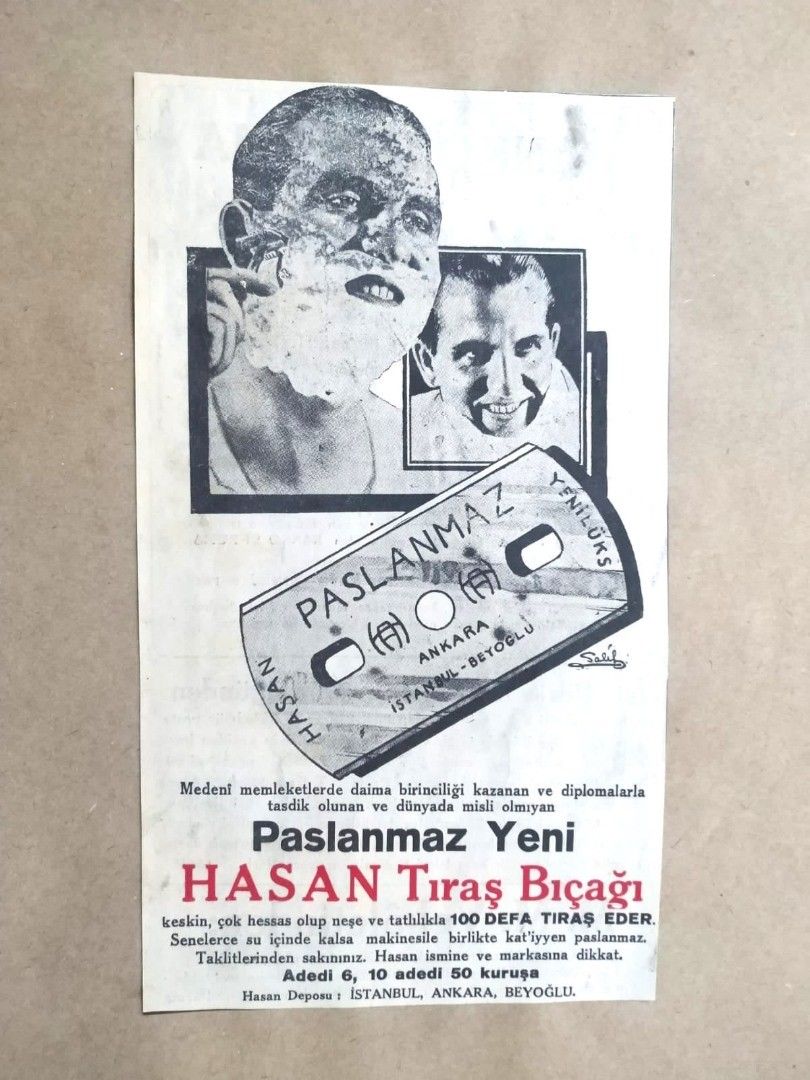 PASLANMAZ
YENİLÜKS
HASAN
ANKARA
İSTANBUL-BEYOĞLU
Salih
Medenî memleketlerde daima birinciliği kazanan ve diplomalarla
tasdik olunan ve dünyada misli olmıyan
Paslanmaz Yeni
HASAN Tıraş Bıçağı
keskin, çok hessas olup neşe ve tatlılıkla 100 DEFA TIRAŞ EDER.
Senelerce su içinde kalsa makinesile birlikte kat'iyyen paslanmaz.
Taklitlerinden sakınınız. Hasan ismine ve markasına dikkat.
Adedi 6, 10 adedi 50 kuruşa
Hasan Deposu : İSTANBUL, ANKARA, BEYOĞLU.